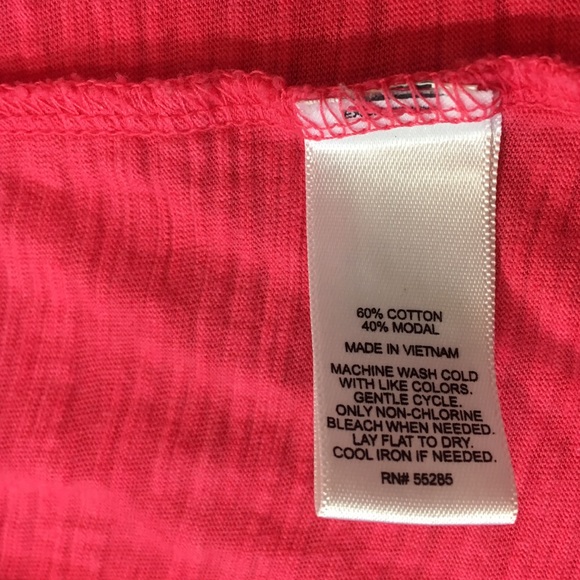 60% COTTON
40% MODAL
MADE IN VIETNAM
MACHINE WASH COLD
WITH LIKE COLORS.
GENTLE CYCLE.
ONLY NON-CHLORINE
BLEACH WHEN NEEDED.
LAY FLAT TO DRY.
COOL IRON IF NEEDED.
RN# 55285